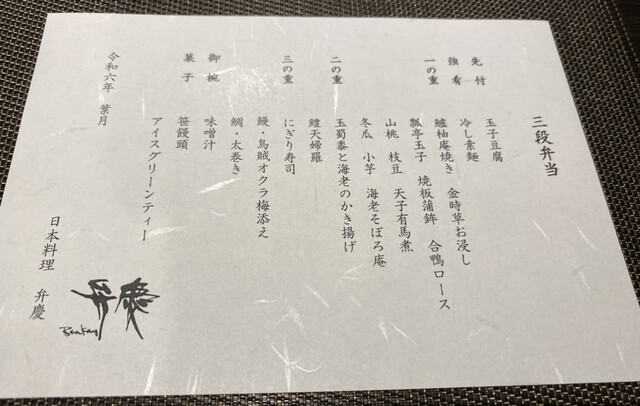 三段弁当
先付 玉子豆腐
強肴 冷し素麺
一の重 鱸柚庵焼き 金時草お浸し
瓢亭玉子 焼板蒲鉾 合鴨ロース
山桃 枝豆 天子有馬煮
冬瓜 小芋 海老そぼろ庵
二の重 玉蜀黍と海老のかき揚げ
鱧天婦羅
三の重 にぎり寿司
鰻・烏賊オクラ梅添え
鯛・太巻き
御椀 味噌汁
菓子 笹饅頭
アイスグリーンティー
令和六年 葉月
日本料理 弁慶
弁慶
Benkay